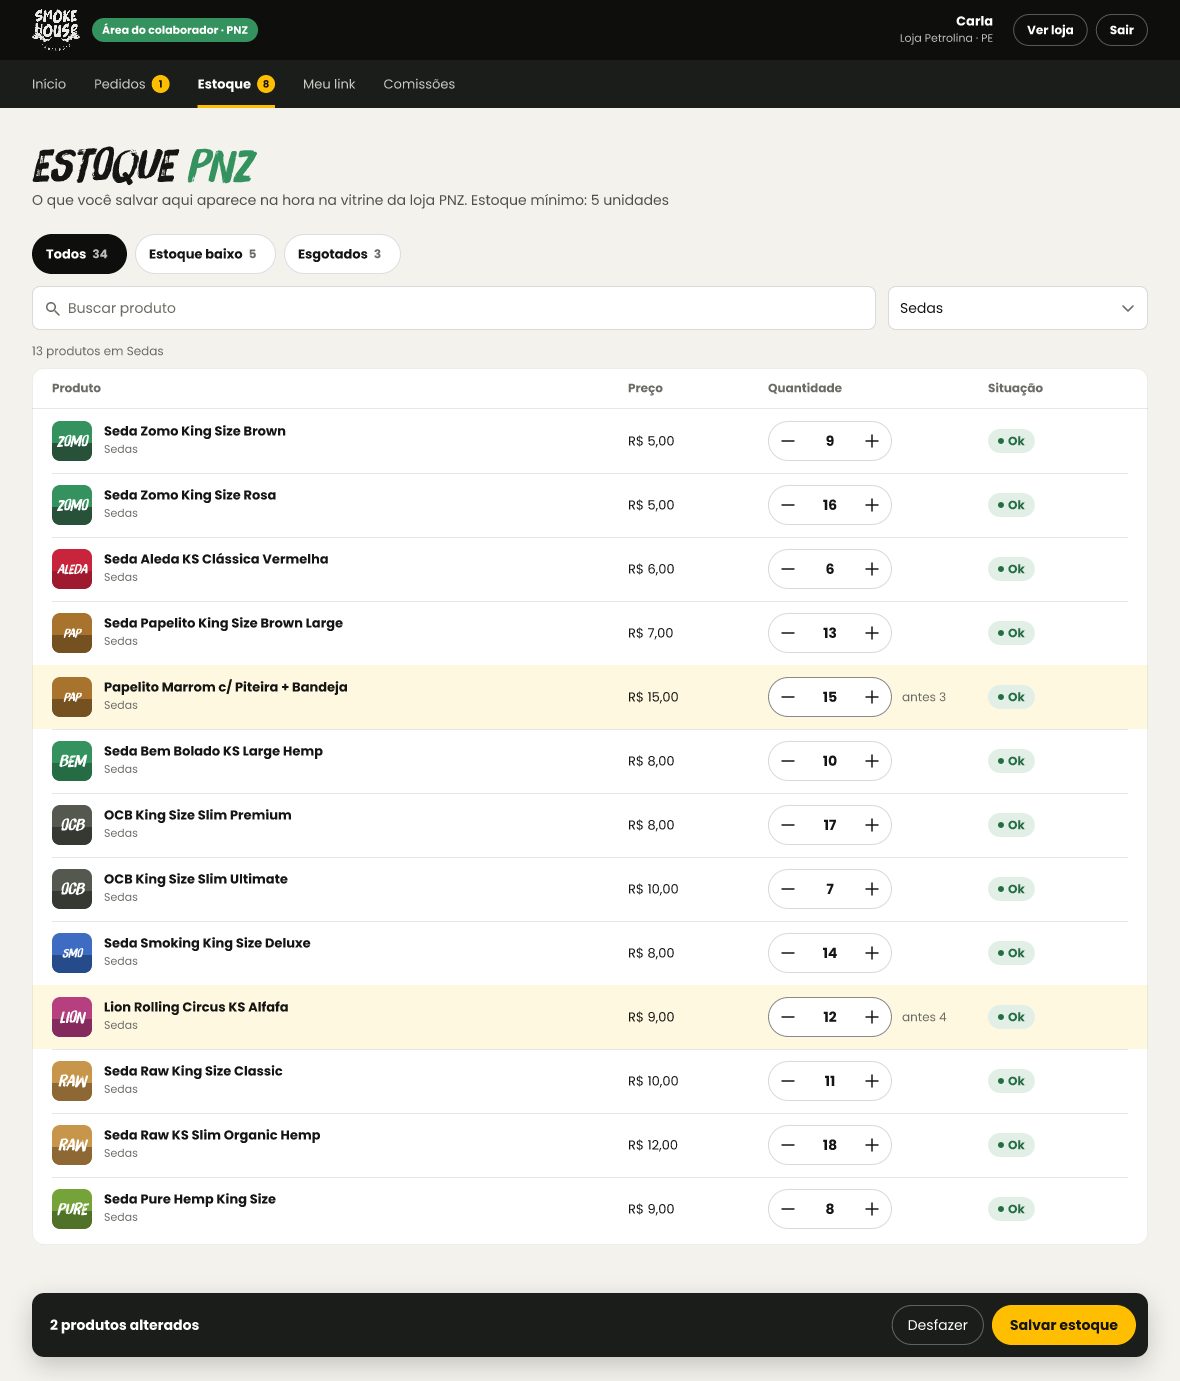 SMOKE
HOUSE
Área do colaborador · PNZ
Carla
Loja Petrolina · PE
Ver loja
Sair
Início
Pedidos 1
Estoque 8
Meu link
Comissões
ESTOQUE PNZ
O que você salvar aqui aparece na hora na vitrine da loja PNZ. Estoque mínimo: 5 unidades
Todos 34
Estoque baixo 5
Esgotados 3
Buscar produto
Sedas
13 produtos em Sedas
Produto Preço Quantidade Situação
ZOMO Seda Zomo King Size Brown
Sedas
R$ 5,00 − 9 + Ok
ZOMO Seda Zomo King Size Rosa
Sedas
R$ 5,00 − 16 + Ok
ALEDA Seda Aleda KS Clássica Vermelha
Sedas
R$ 6,00 − 6 + Ok
PAP Seda Papelito King Size Brown Large
Sedas
R$ 7,00 − 13 + Ok
PAP Papelito Marrom c/ Piteira + Bandeja
Sedas
R$ 15,00 − 15 + antes 3 Ok
BEM Seda Bem Bolado KS Large Hemp
Sedas
R$ 8,00 − 10 + Ok
OCB OCB King Size Slim Premium
Sedas
R$ 8,00 − 17 + Ok
OCB OCB King Size Slim Ultimate
Sedas
R$ 10,00 − 7 + Ok
SMO Seda Smoking King Size Deluxe
Sedas
R$ 8,00 − 14 + Ok
LION Lion Rolling Circus KS Alfafa
Sedas
R$ 9,00 − 12 + antes 4 Ok
RAW Seda Raw King Size Classic
Sedas
R$ 10,00 − 11 + Ok
RAW Seda Raw KS Slim Organic Hemp
Sedas
R$ 12,00 − 18 + Ok
PURE Seda Pure Hemp King Size
Sedas
R$ 9,00 − 8 + Ok
2 produtos alterados
Desfazer
Salvar estoque